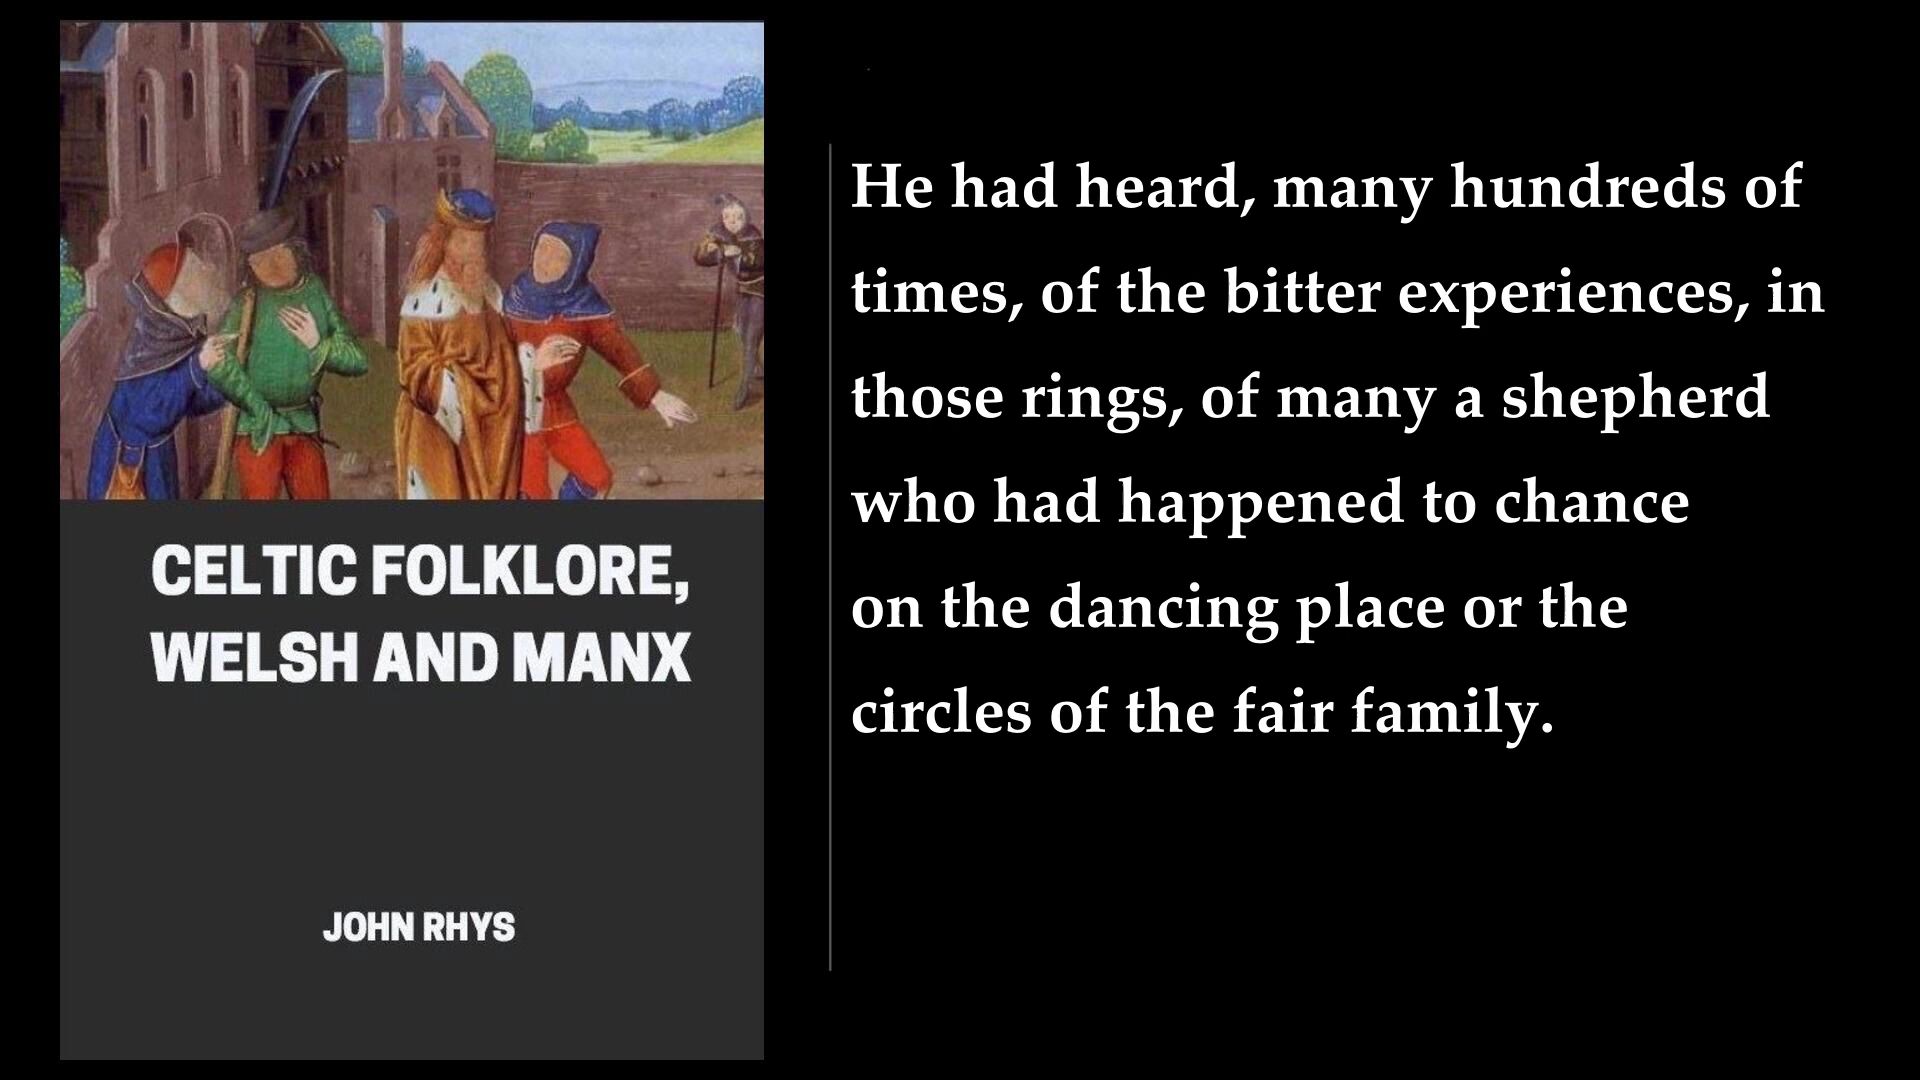 CELTIC FOLKLORE,
WELSH AND MANX
JOHN RHYS
He had heard, many hundreds of
times, of the bitter experiences, in
those rings, of many a shepherd
who had happened to chance
on the dancing place or the
circles of the fair family.